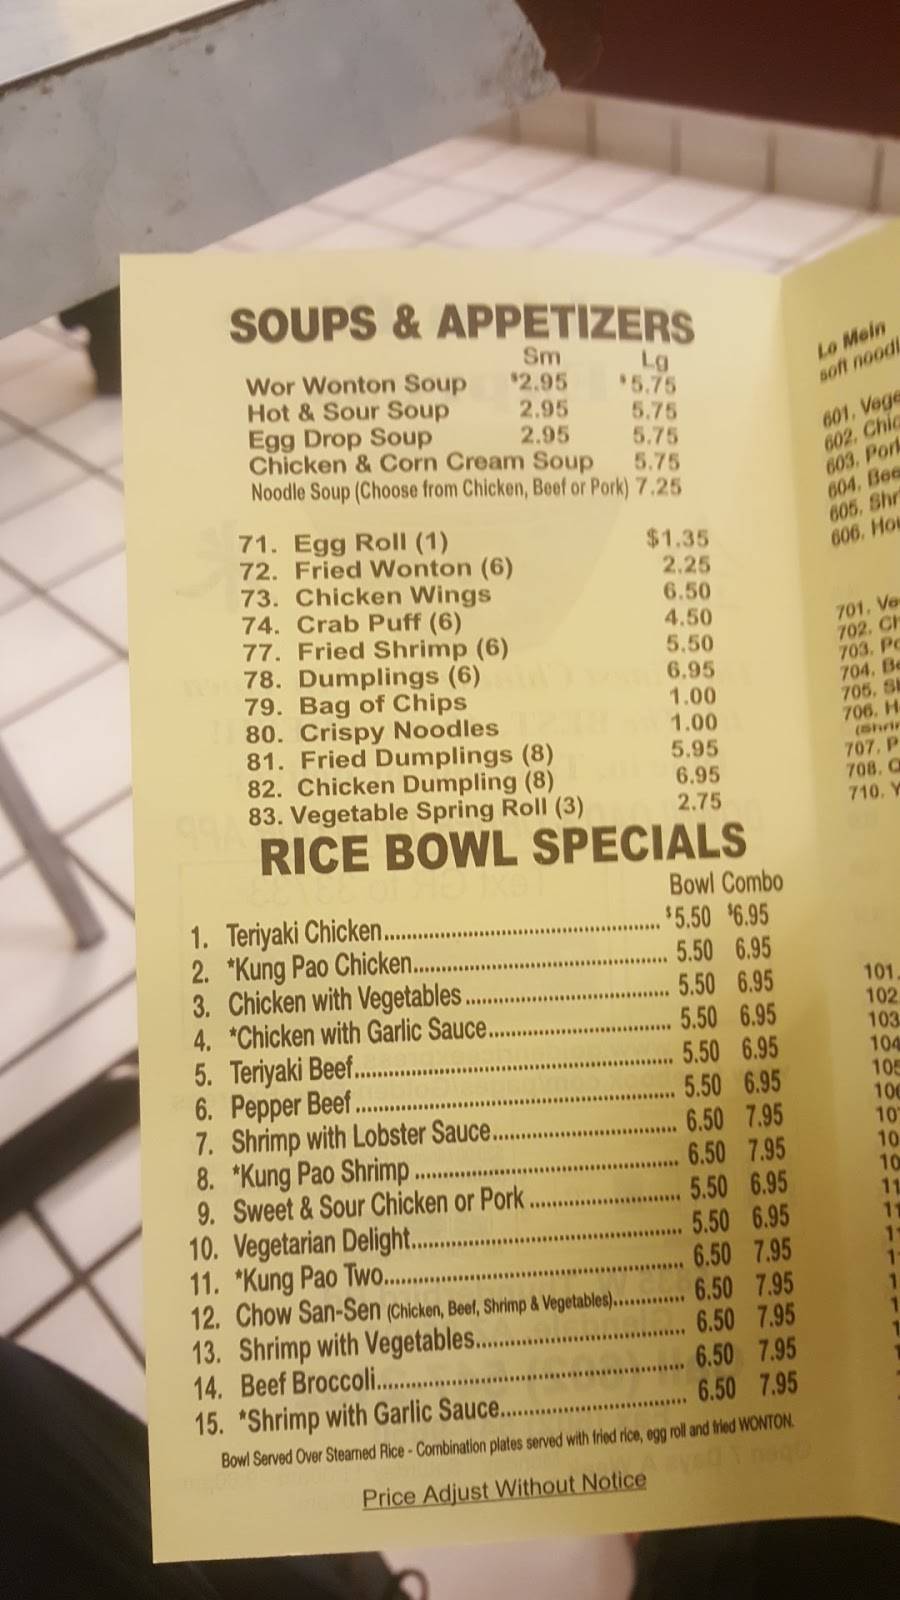 SOUPS & APPETIZERS
Sm Lg
Wor Wonton Soup $2.95 $5.75
Hot & Sour Soup 2.95 5.75
Egg Drop Soup 2.95 5.75
Chicken & Corn Cream Soup 5.75
Noodle Soup (Choose from Chicken, Beef or Pork) 7.25
71. Egg Roll (1) $1.35
72. Fried Wonton (6) 2.25
73. Chicken Wings 6.50
74. Crab Puff (6) 4.50
77. Fried Shrimp (6) 5.50
78. Dumplings (6) 6.95
79. Bag of Chips 1.00
80. Crispy Noodles 1.00
81. Fried Dumplings (8) 5.95
82. Chicken Dumpling (8) 6.95
83. Vegetable Spring Roll (3) 2.75
RICE BOWL SPECIALS
Bowl Combo
1. Teriyaki Chicken $5.50 $6.95
2. *Kung Pao Chicken 5.50 6.95
3. Chicken with Vegetables 5.50 6.95
4. *Chicken with Garlic Sauce 5.50 6.95
5. Teriyaki Beef 5.50 6.95
6. Pepper Beef 5.50 6.95
7. Shrimp with Lobster Sauce 6.50 7.95
8. *Kung Pao Shrimp 6.50 7.95
9. Sweet & Sour Chicken or Pork 5.50 6.95
10. Vegetarian Delight 5.50 6.95
11. *Kung Pao Two 6.50 7.95
12. Chow San-Sen (Chicken, Beef, Shrimp & Vegetables) 6.50 7.95
13. Shrimp with Vegetables 6.50 7.95
14. Beef Broccoli 6.50 7.95
15. *Shrimp with Garlic Sauce 6.50 7.95
Bowl Served Over Steamed Rice - Combination plates served with fried rice, egg roll and fried WONTON.
Price Adjust Without Notice
Lo Mein
soft
601.
602.
603.
604.
605.
606.
701.
702.
703.
704.
705.
706.
707.
708.
710.
101.
102
103
104